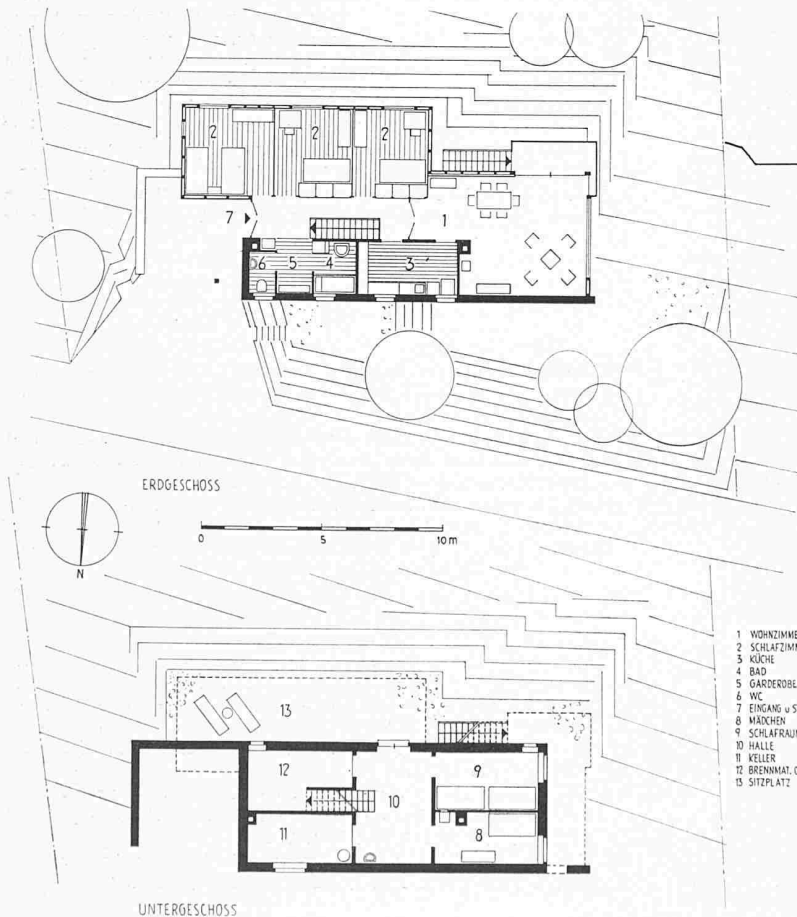 2 2 2
7 1
6 5 4 3
ERDGESCHOSS
N
0 5 10 m
1 WOHNZIMME
2 SCHLAFZIMM
3 KÜCHE
4 BAD
5 GARDEROBE
6 WC
7 EINGANG u S
8 MÄDCHEN
9 SCHLAFRAU
10 HALLE
11 KELLER
12 BRENNMAT.
13 SITZPLATZ
13
12 9
10
11 8
UNTERGESCHOSS